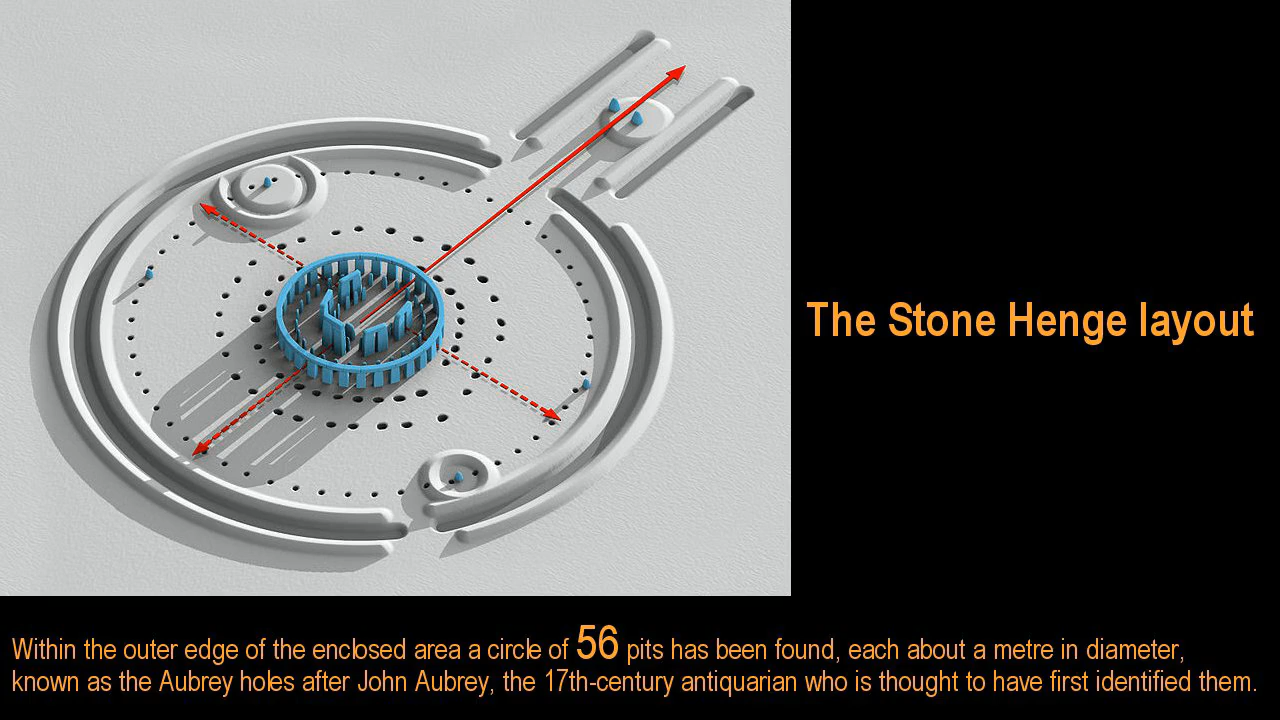 The Stone Henge layout
Within the outer edge of the enclosed area a circle of 56 pits has been found, each about a metre in diameter,
known as the Aubrey holes after John Aubrey, the 17th-century antiquarian who is thought to have first identified them.